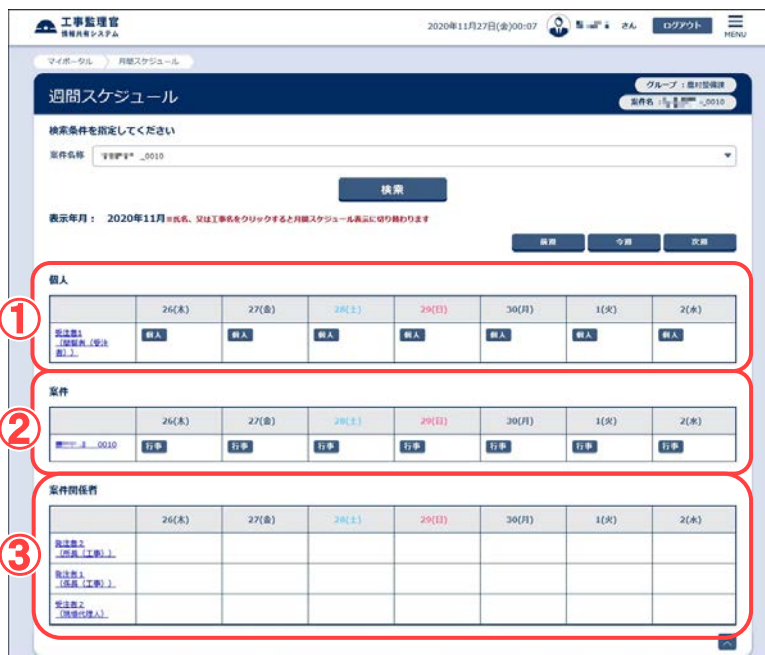 工事監理官
情報共有システム
2020年11月27日(金)00:07
さん
ログアウト
MENU
マイポータル
月間スケジュール
週間スケジュール
グループ：農村整備課
案件名：
_0010
検索条件を指定してください
案件名称
_0010
検索
表示年月： 2020年11月 ※氏名、又は工事名をクリックすると月間スケジュール表示に切り替わります
前週
今週
次週
①
個人
26(木) 27(金) 28(土) 29(日) 30(月) 1(火) 2(水)
受注者1
（閲覧者（受注
者））
個人 個人 個人 個人 個人 個人 個人
②
案件
26(木) 27(金) 28(土) 29(日) 30(月) 1(火) 2(水)
0010
行事 行事 行事 行事 行事 行事 行事
③
案件関係者
26(木) 27(金) 28(土) 29(日) 30(月) 1(火) 2(水)
発注者2
（所長（工事））
発注者1
（係長（工事））
受注者2
（現場代理人）